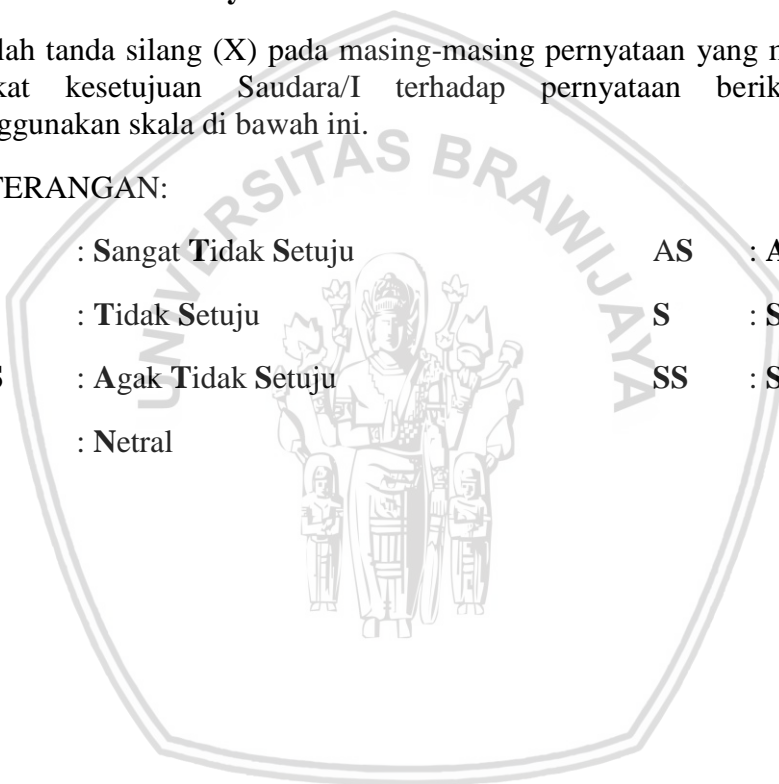 lah tanda silang (X) pada masing-masing pernyataan yang
kat kesetujuan Saudara/I terhadap pernyataan berik
ggunakan skala di bawah ini.
TERANGAN:
: Sangat Tidak Setuju AS : A
: Tidak Setuju S : S
S : Agak Tidak Setuju SS : S
: Netral
UNIVERSITAS BRAWIJAYA